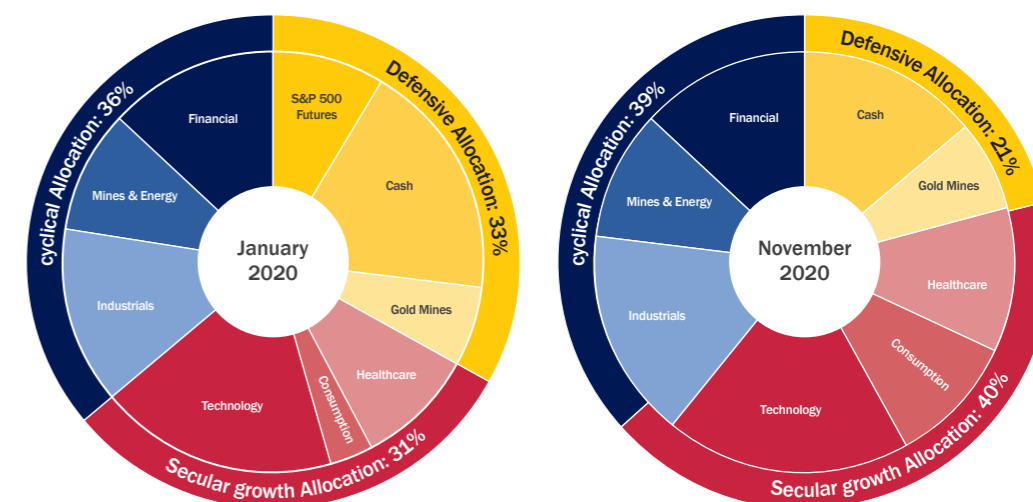 cyclical Allocation: 36%
Defensive Allocation: 33%
Secular growth Allocation: 31%
Financial
S&P 500
Futures
Cash
Mines & Energy
Gold Mines
Industrials
Healthcare
Consumption
Technology
January
2020
cyclical Allocation: 39%
Defensive Allocation: 21%
Secular growth Allocation: 40%
Financial
Cash
Mines & Energy
Gold Mines
Healthcare
Industrials
Consumption
Technology
November
2020